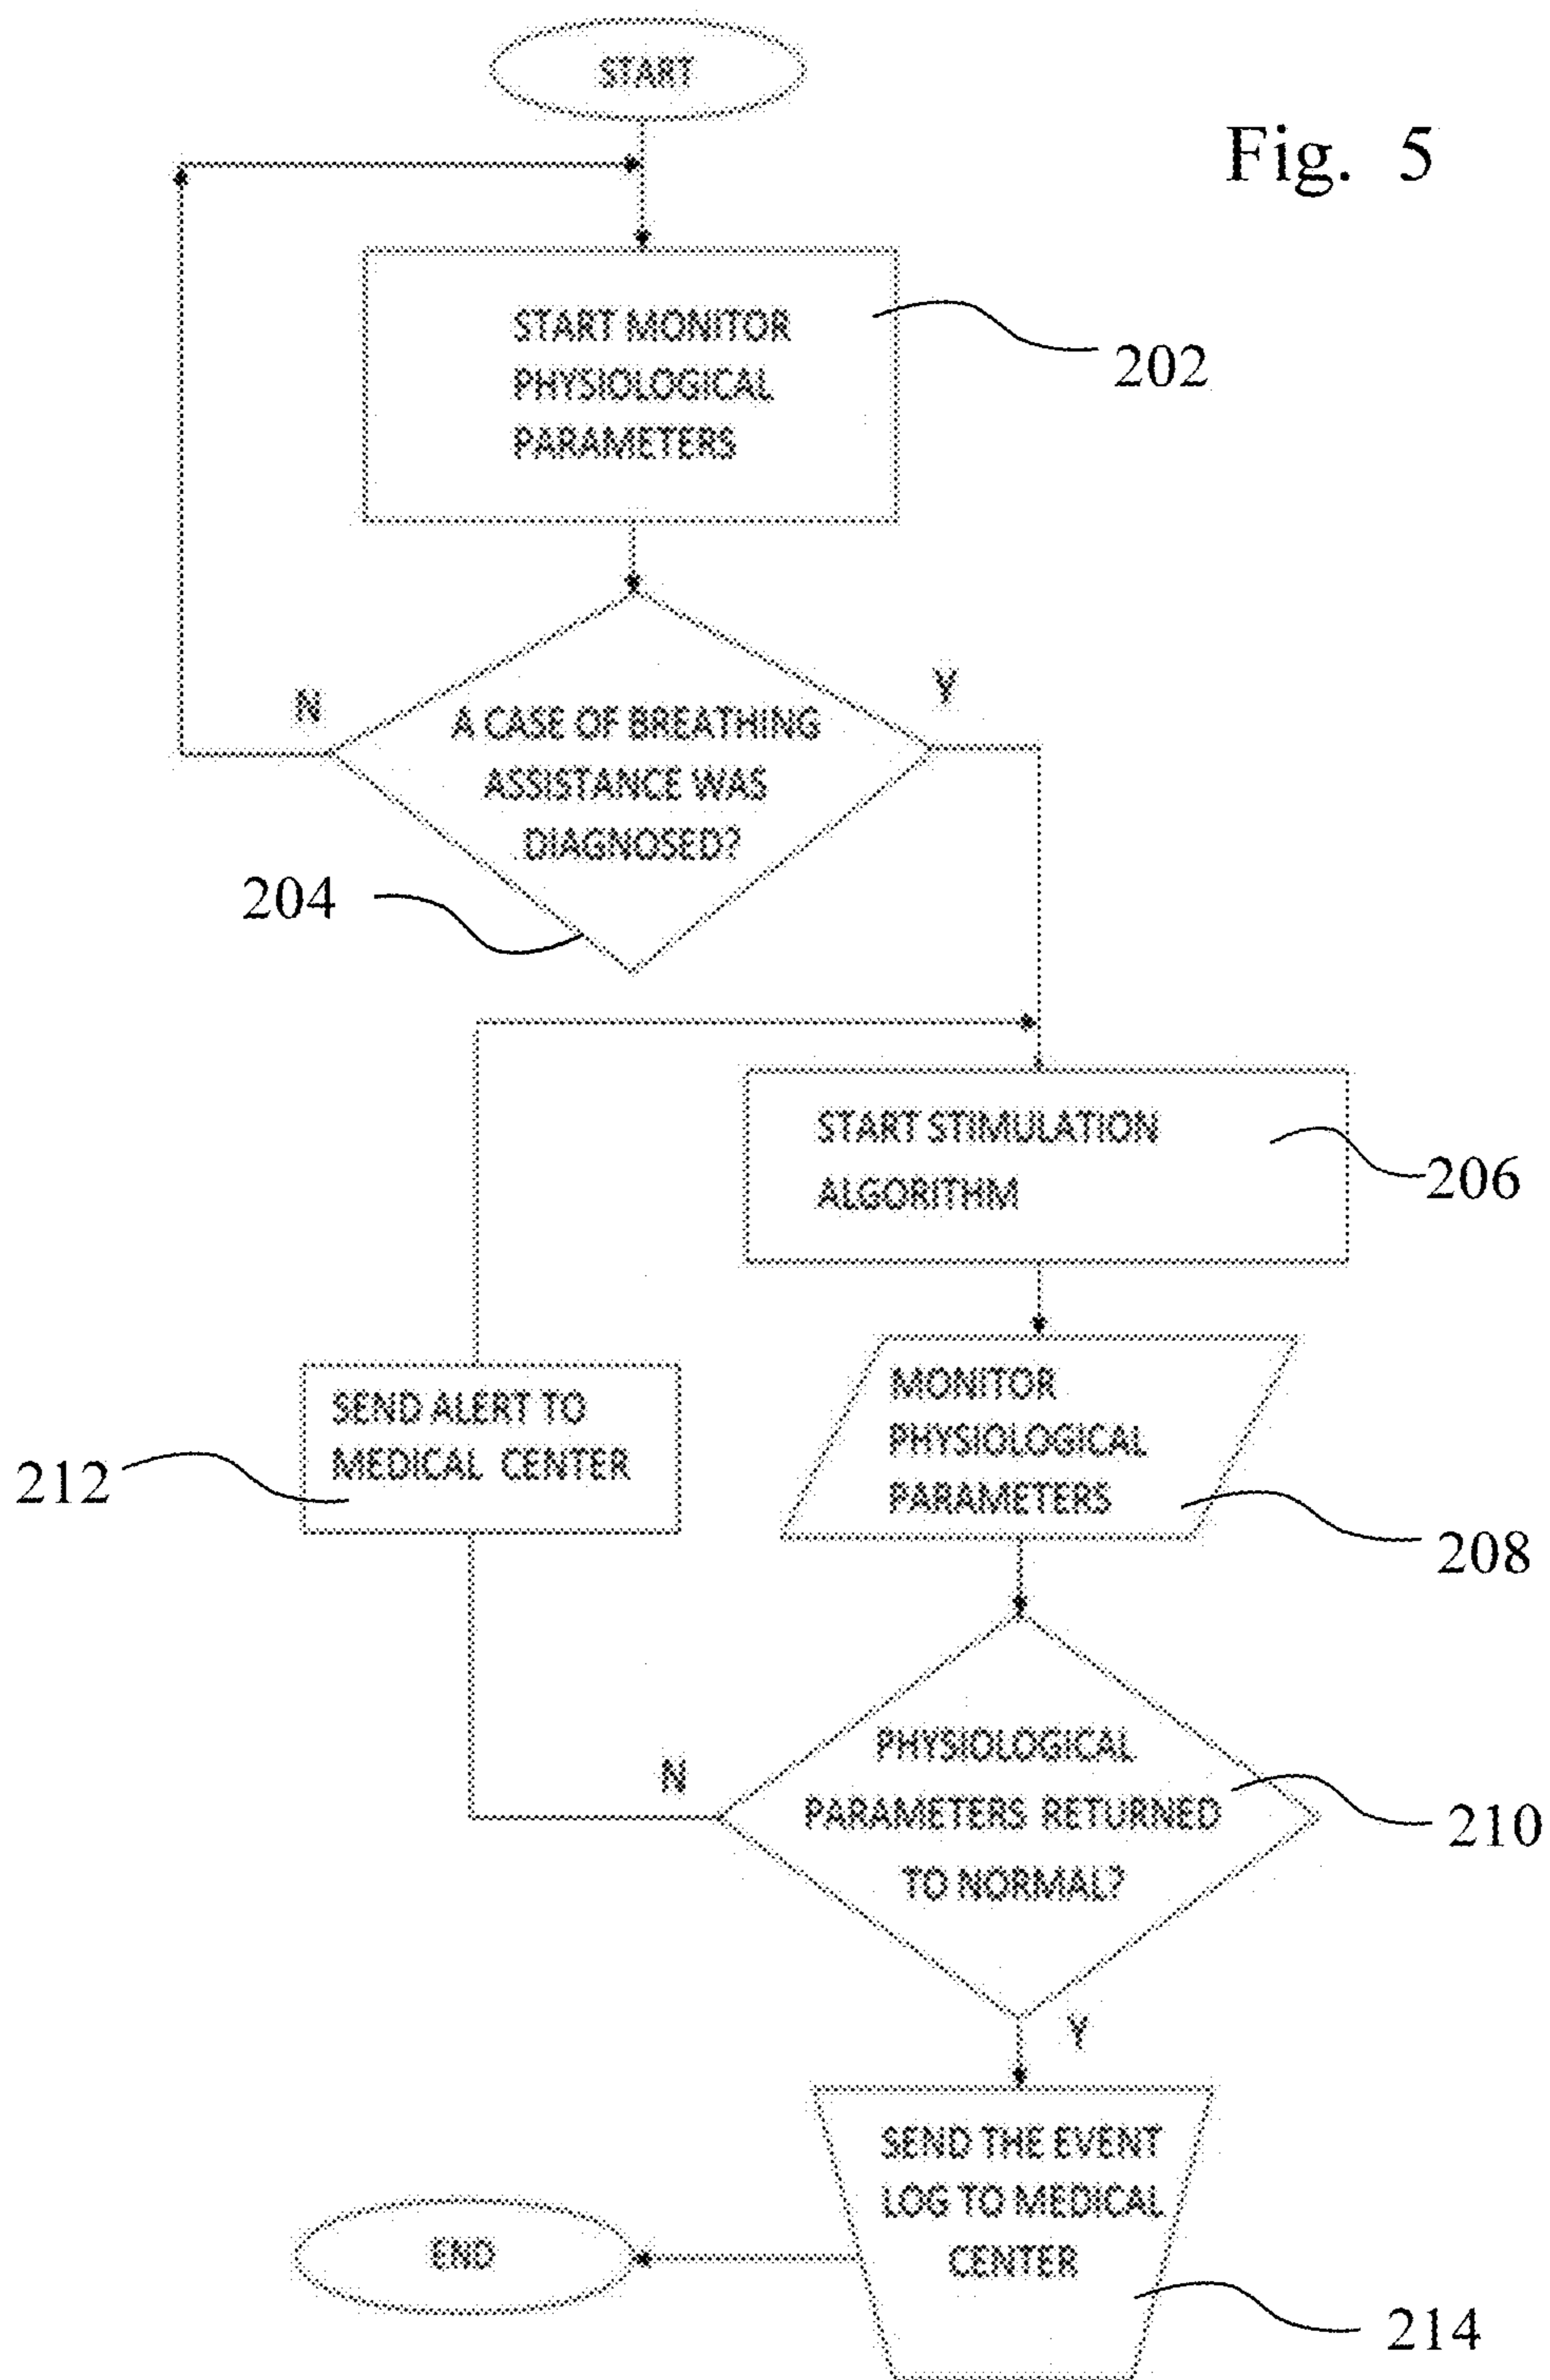 START
Fig. 5
START MONITOR
PHYSIOLOGICAL
PARAMETERS
202
N
Y
A CASE OF BREATHING
ASSISTANCE WAS
DIAGNOSED?
204
START STIMULATION
ALGORITHM
206
SEND ALERT TO
MEDICAL CENTER
212
MONITOR
PHYSIOLOGICAL
PARAMETERS
208
N
PHYSIOLOGICAL
PARAMETERS RETURNED
TO NORMAL?
210
Y
SEND THE EVENT
LOG TO MEDICAL
CENTER
END
214